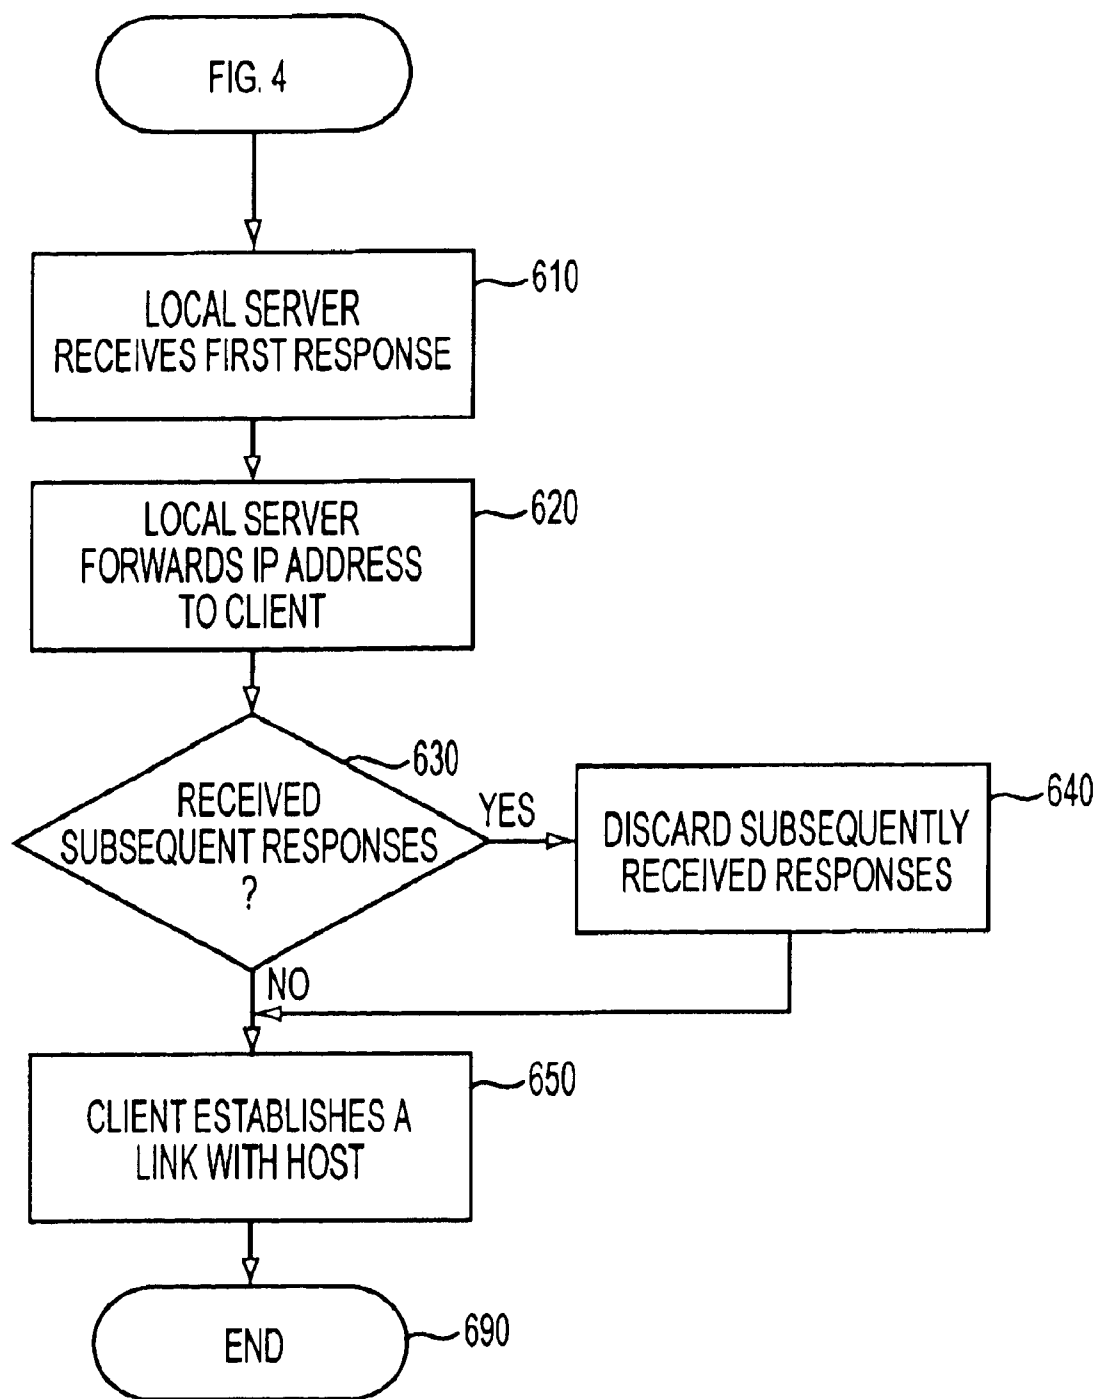 FIG. 4
LOCAL SERVER
RECEIVES FIRST RESPONSE
610
LOCAL SERVER
FORWARDS IP ADDRESS
TO CLIENT
620
630
RECEIVED
SUBSEQUENT RESPONSES
?
YES
DISCARD SUBSEQUENTLY
RECEIVED RESPONSES
640
NO
CLIENT ESTABLISHES A
LINK WITH HOST
650
END
690